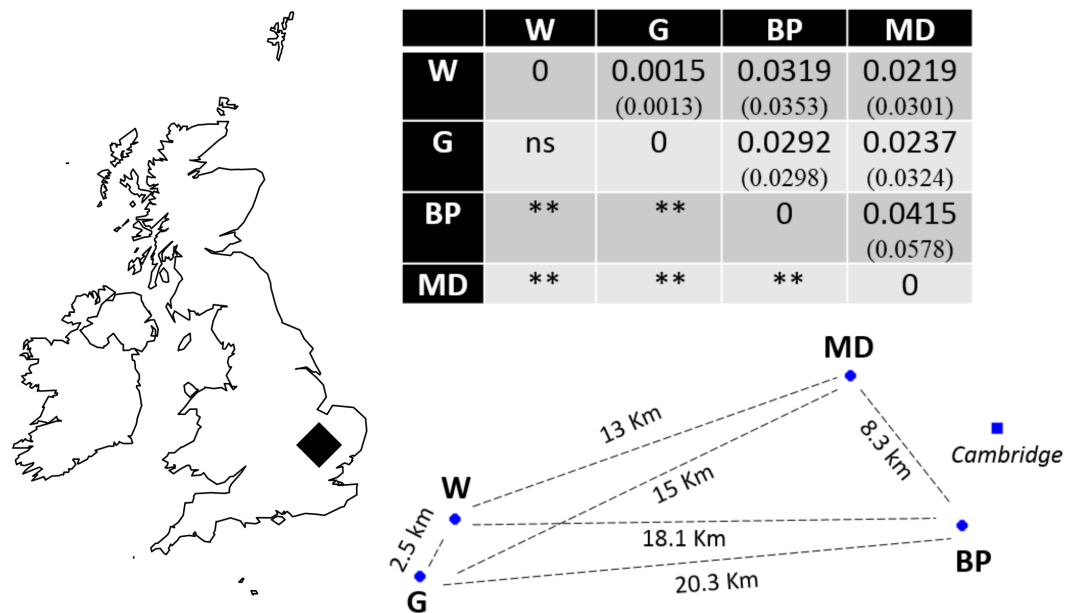 W G BP MD
W 0 0.0015 0.0319 0.0219
(0.0013) (0.0353) (0.0301)
G ns 0 0.0292 0.0237
(0.0298) (0.0324)
BP ** ** 0 0.0415
(0.0578)
MD ** ** ** 0
MD
13 Km
8.3 km
Cambridge
15 Km
W
2.5 km
18.1 Km
BP
20.3 Km
G